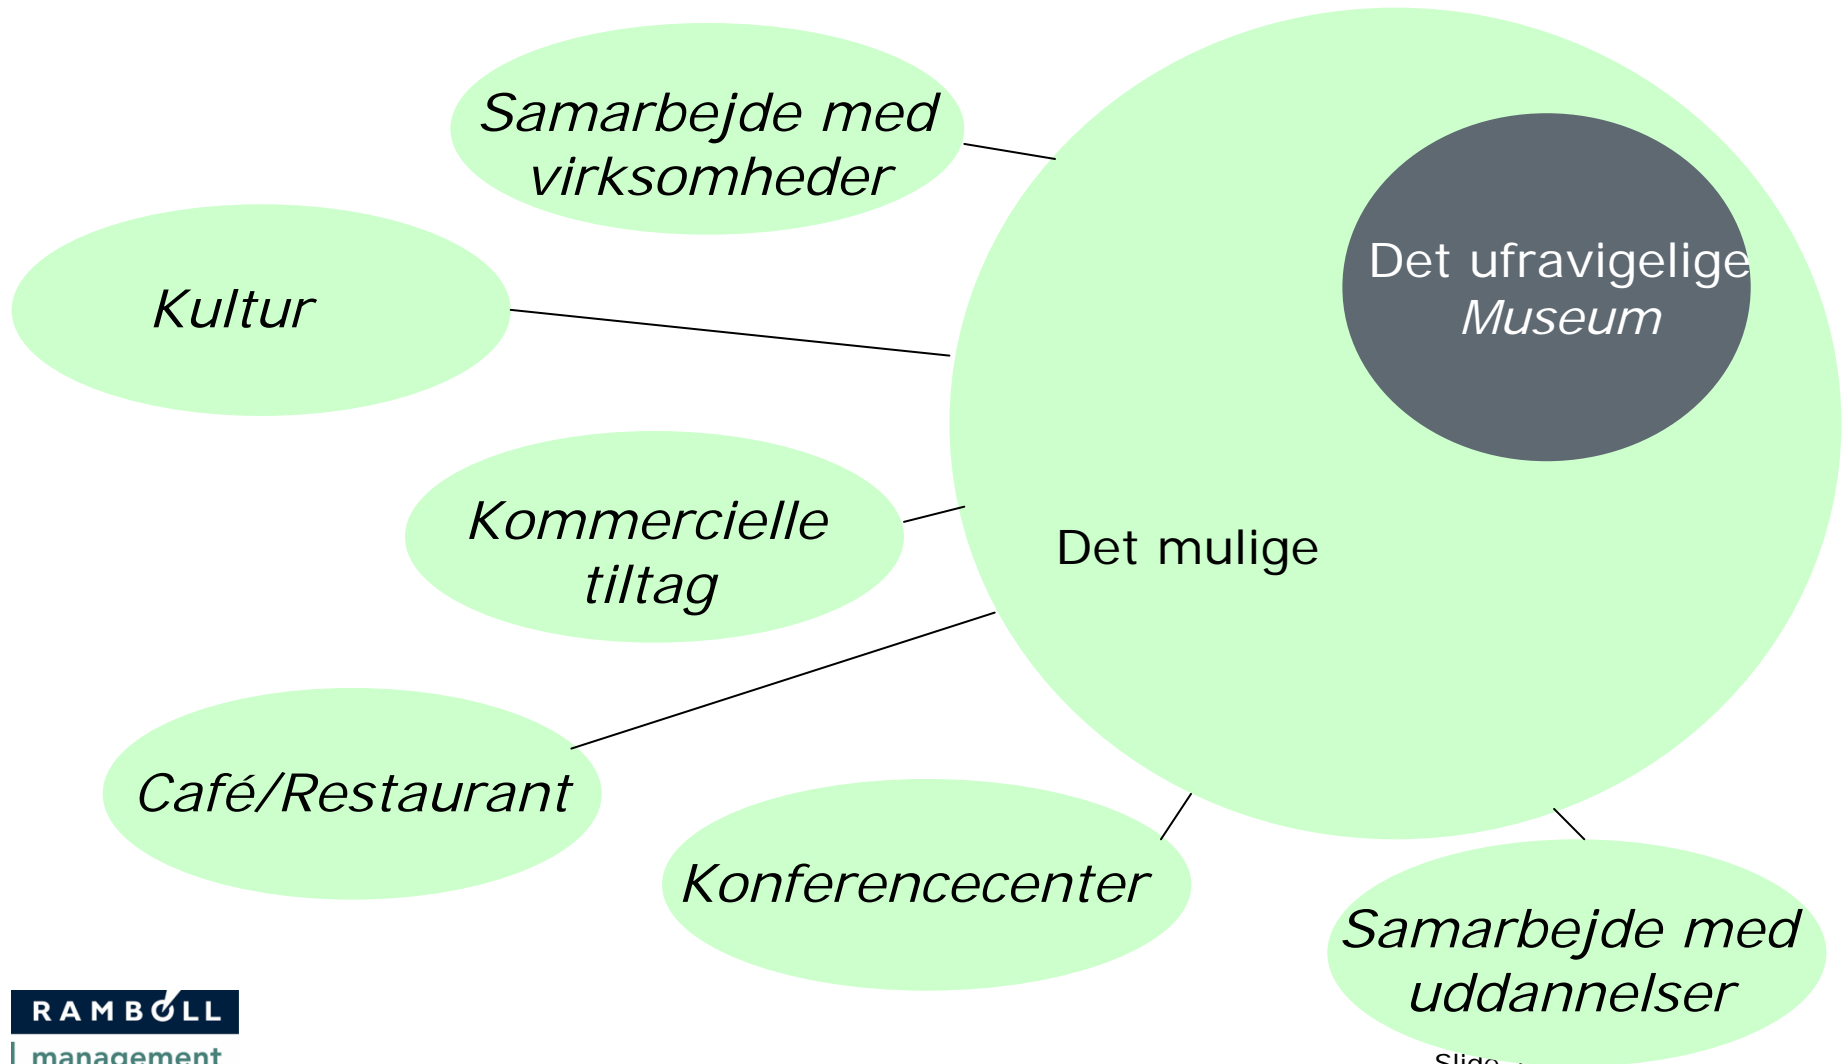 Samarbejde med
virksomheder
Det ufravigelige
Museum
Kultur
Kommercielle
tiltag
Det mulige
Café/Restaurant
Konferencecenter
Samarbejde med
uddannelser
RAMBØLL
management
Slide